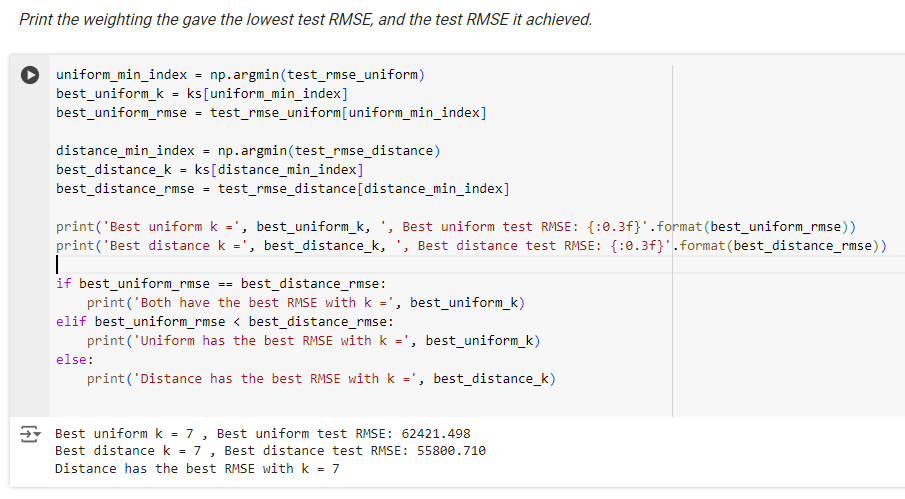 Print the weighting the gave the lowest test RMSE, and the test RMSE it achieved.
uniform_min_index = np.argmin(test_rmse_uniform)
best_uniform_k = ks[uniform_min_index]
best_uniform_rmse = test_rmse_uniform[uniform_min_index]
distance_min_index = np.argmin(test_rmse_distance)
best_distance_k = ks[distance_min_index]
best_distance_rmse = test_rmse_distance[distance_min_index]
print('Best uniform k =', best_uniform_k, ', Best uniform test RMSE: {:0.3f}'.format(best_uniform_rmse))
print('Best distance k =', best_distance_k, ', Best distance test RMSE: {:0.3f}'.format(best_distance_rmse))
if best_uniform_rmse == best_distance_rmse:
    print('Both have the best RMSE with k =', best_uniform_k)
elif best_uniform_rmse < best_distance_rmse:
    print('Uniform has the best RMSE with k =', best_uniform_k)
else:
    print('Distance has the best RMSE with k =', best_distance_k)
Best uniform k = 7 , Best uniform test RMSE: 62421.498
Best distance k = 7 , Best distance test RMSE: 55800.710
Distance has the best RMSE with k = 7